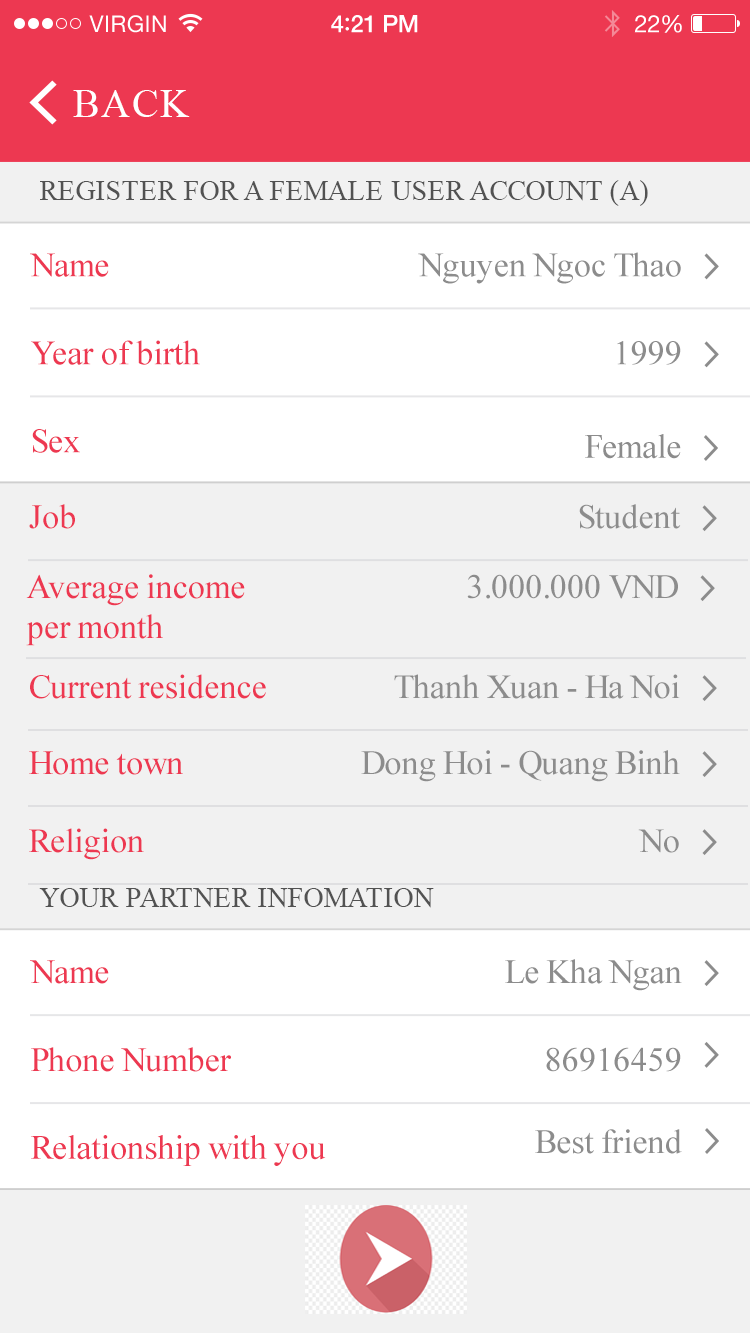 VIRGIN 4:21 PM 22%
BACK
REGISTER FOR A FEMALE USER ACCOUNT (A)
Name Nguyen Ngoc Thao
Year of birth 1999
Sex Female
Job Student
Average income 3.000.000 VND
per month
Current residence Thanh Xuan - Ha Noi
Home town Dong Hoi - Quang Binh
Religion No
YOUR PARTNER INFOMATION
Name Le Kha Ngan
Phone Number 86916459
Relationship with you Best friend